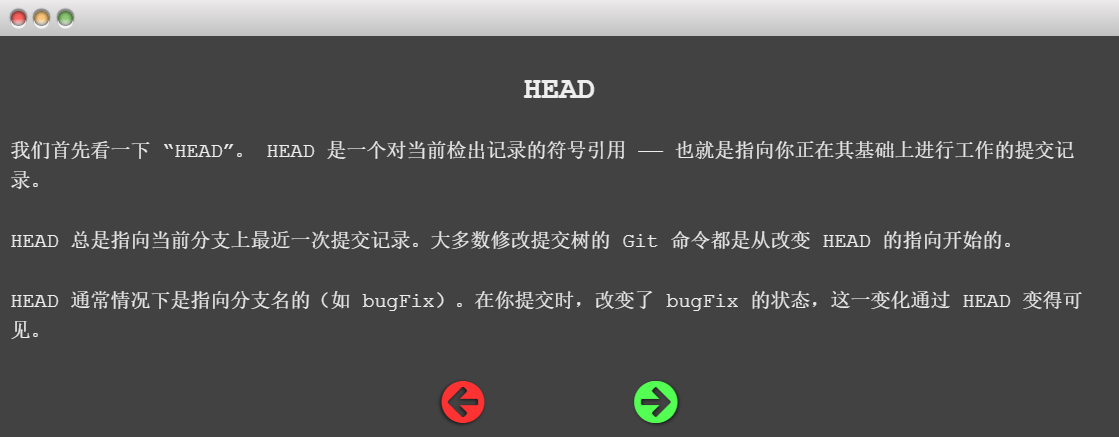 HEAD
我们首先看一下 “HEAD”。 HEAD 是一个对当前检出记录的符号引用 —— 也就是指向你正在其基础上进行工作的提交记
录。
HEAD 总是指向当前分支上最近一次提交记录。大多数修改提交树的 Git 命令都是从改变 HEAD 的指向开始的。
HEAD 通常情况下是指向分支名的（如 bugFix）。在你提交时，改变了 bugFix 的状态，这一变化通过 HEAD 变得可
见。